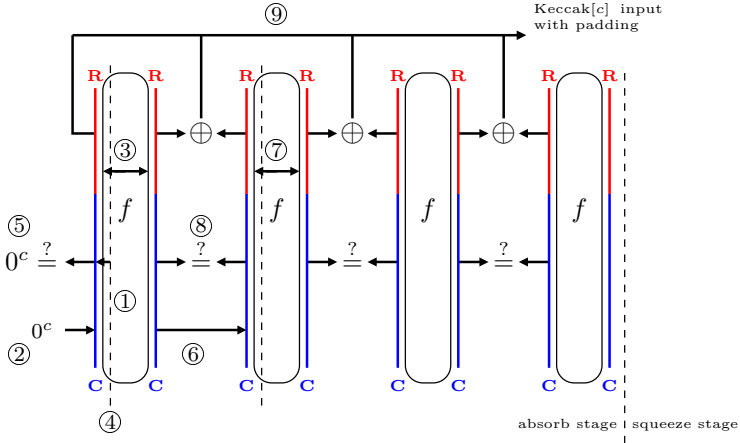 ⑨
Keccak[c] input
with padding
R R R R R R R R
③ ⑦
f f f f
⑤ ⑧
0^c =? =? =? =?
①
0^c
② ⑥
C C C C C C C C
④
absorb stage squeeze stage